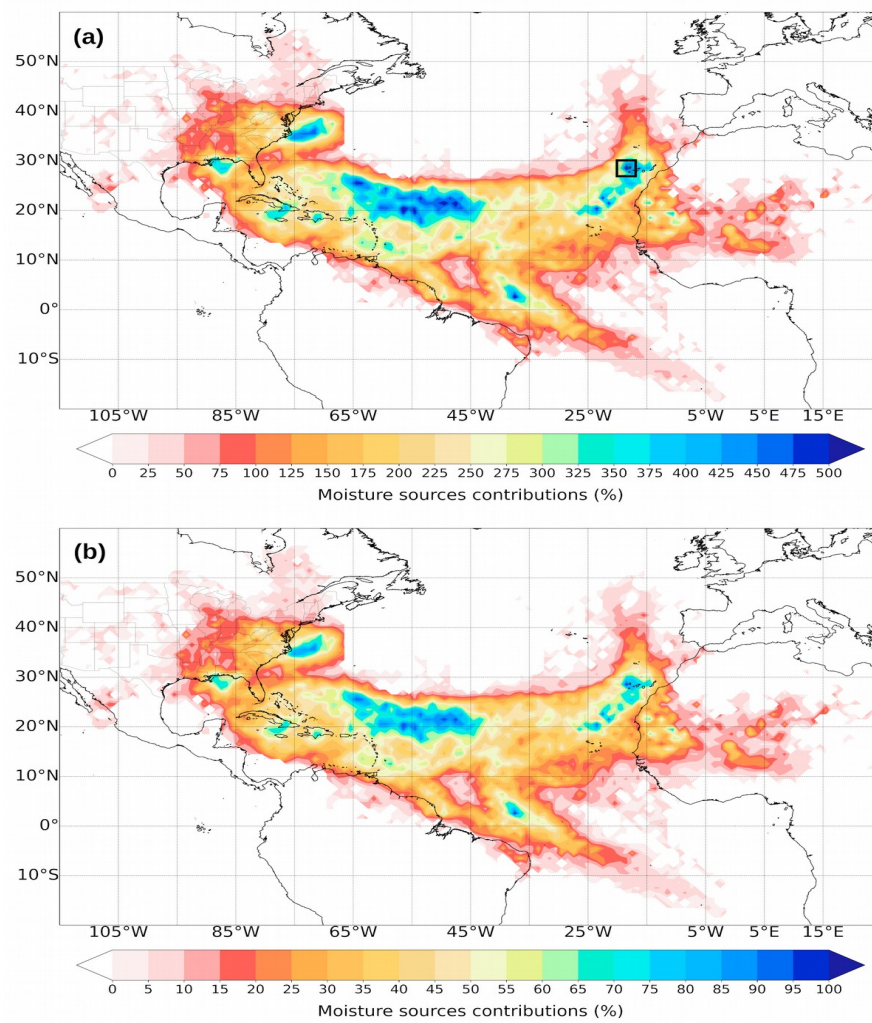 (a)
50°N
40°N
30°N
20°N
10°N
0°
10°S
105°W 85°W 65°W 45°W 25°W 5°W 5°E 15°E
0 25 50 75 100 125 150 175 200 225 250 275 300 325 350 375 400 425 450 475 500
Moisture sources contributions (%)
(b)
50°N
40°N
30°N
20°N
10°N
0°
10°S
105°W 85°W 65°W 45°W 25°W 5°W 5°E 15°E
0 5 10 15 20 25 30 35 40 45 50 55 60 65 70 75 80 85 90 95 100
Moisture sources contributions (%)